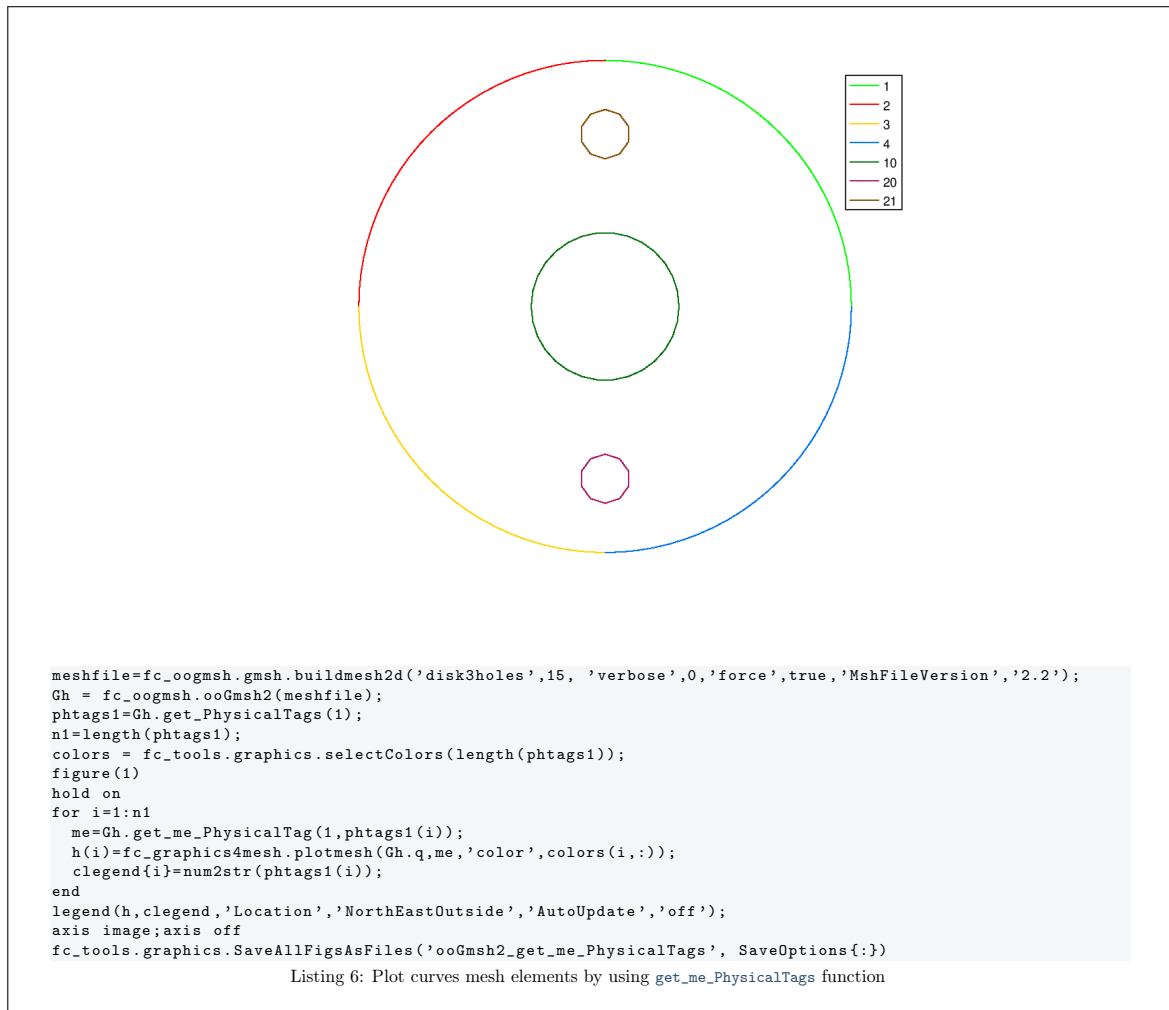 1
2
3
4
10
20
21
meshfile=fc_oogmsh.gmsh.buildmesh2d('disk3holes',15, 'verbose',0,'force',true,'MshFileVersion','2.2');
Gh = fc_oogmsh.ooGmsh2(meshfile);
phtags1=Gh.get_PhysicalTags(1);
n1=length(phtags1);
colors = fc_tools.graphics.selectColors(length(phtags1));
figure(1)
hold on
for i=1:n1
  me=Gh.get_me_PhysicalTag(1,phtags1(i));
  h(i)=fc_graphics4mesh.plotmesh(Gh.q,me,'color',colors(i,:));
  clegend{i}=num2str(phtags1(i));
end
legend(h,clegend,'Location','NorthEastOutside','AutoUpdate','off');
axis image;axis off
fc_tools.graphics.SaveAllFigsAsFiles('ooGmsh2_get_me_PhysicalTags', SaveOptions{:})
Listing 6: Plot curves mesh elements by using get_me_PhysicalTags function